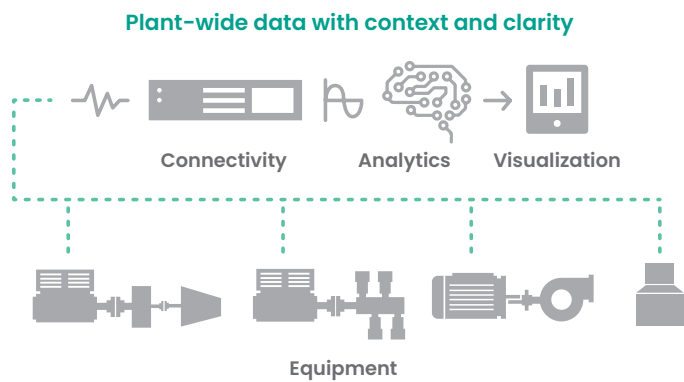 Plant-wide data with context and clarity
Connectivity
Analytics
Visualization
Equipment